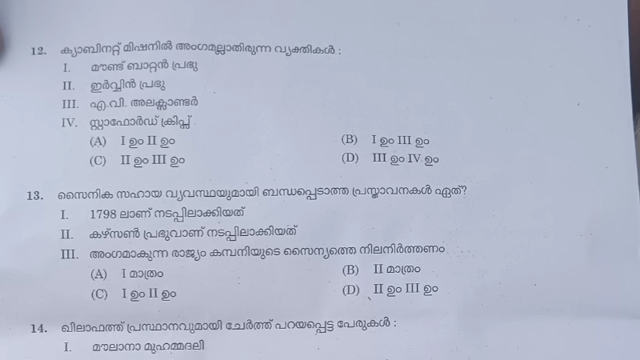 12. ക്യാബിനറ്റ് മിഷനിൽ അംഗമല്ലാതിരുന്ന വ്യക്തികൾ :
I. മൗണ്ട് ബാറ്റൻ പ്രഭു
II. ഇർവ്വിൻ പ്രഭു
III. എ.വി. അലക്സാണ്ടർ
IV. സ്റ്റാഫോർഡ് ക്രിപ്സ്
(A) I ഉം II ഉം (B) I ഉം III ഉം
(C) II ഉം III ഉം (D) III ഉം IV ഉം
13. സൈനിക സഹായ വ്യവസ്ഥയുമായി ബന്ധപ്പെടാത്ത പ്രസ്താവനകൾ ഏത്?
I. 1798 ലാണ് നടപ്പിലാക്കിയത്
II. കഴ്സൺ പ്രഭുവാണ് നടപ്പിലാക്കിയത്
III. അംഗമാകുന്ന രാജ്യം കമ്പനിയുടെ സൈന്യത്തെ നിലനിർത്തണം
(A) I മാത്രം (B) II മാത്രം
(C) I ഉം II ഉം (D) II ഉം III ഉം
14. ഖിലാഫത്ത് പ്രസ്ഥാനവുമായി ചേർത്ത് പറയപ്പെട്ട പേരുകൾ :
I. മൗലാനാ മുഹമ്മദലി